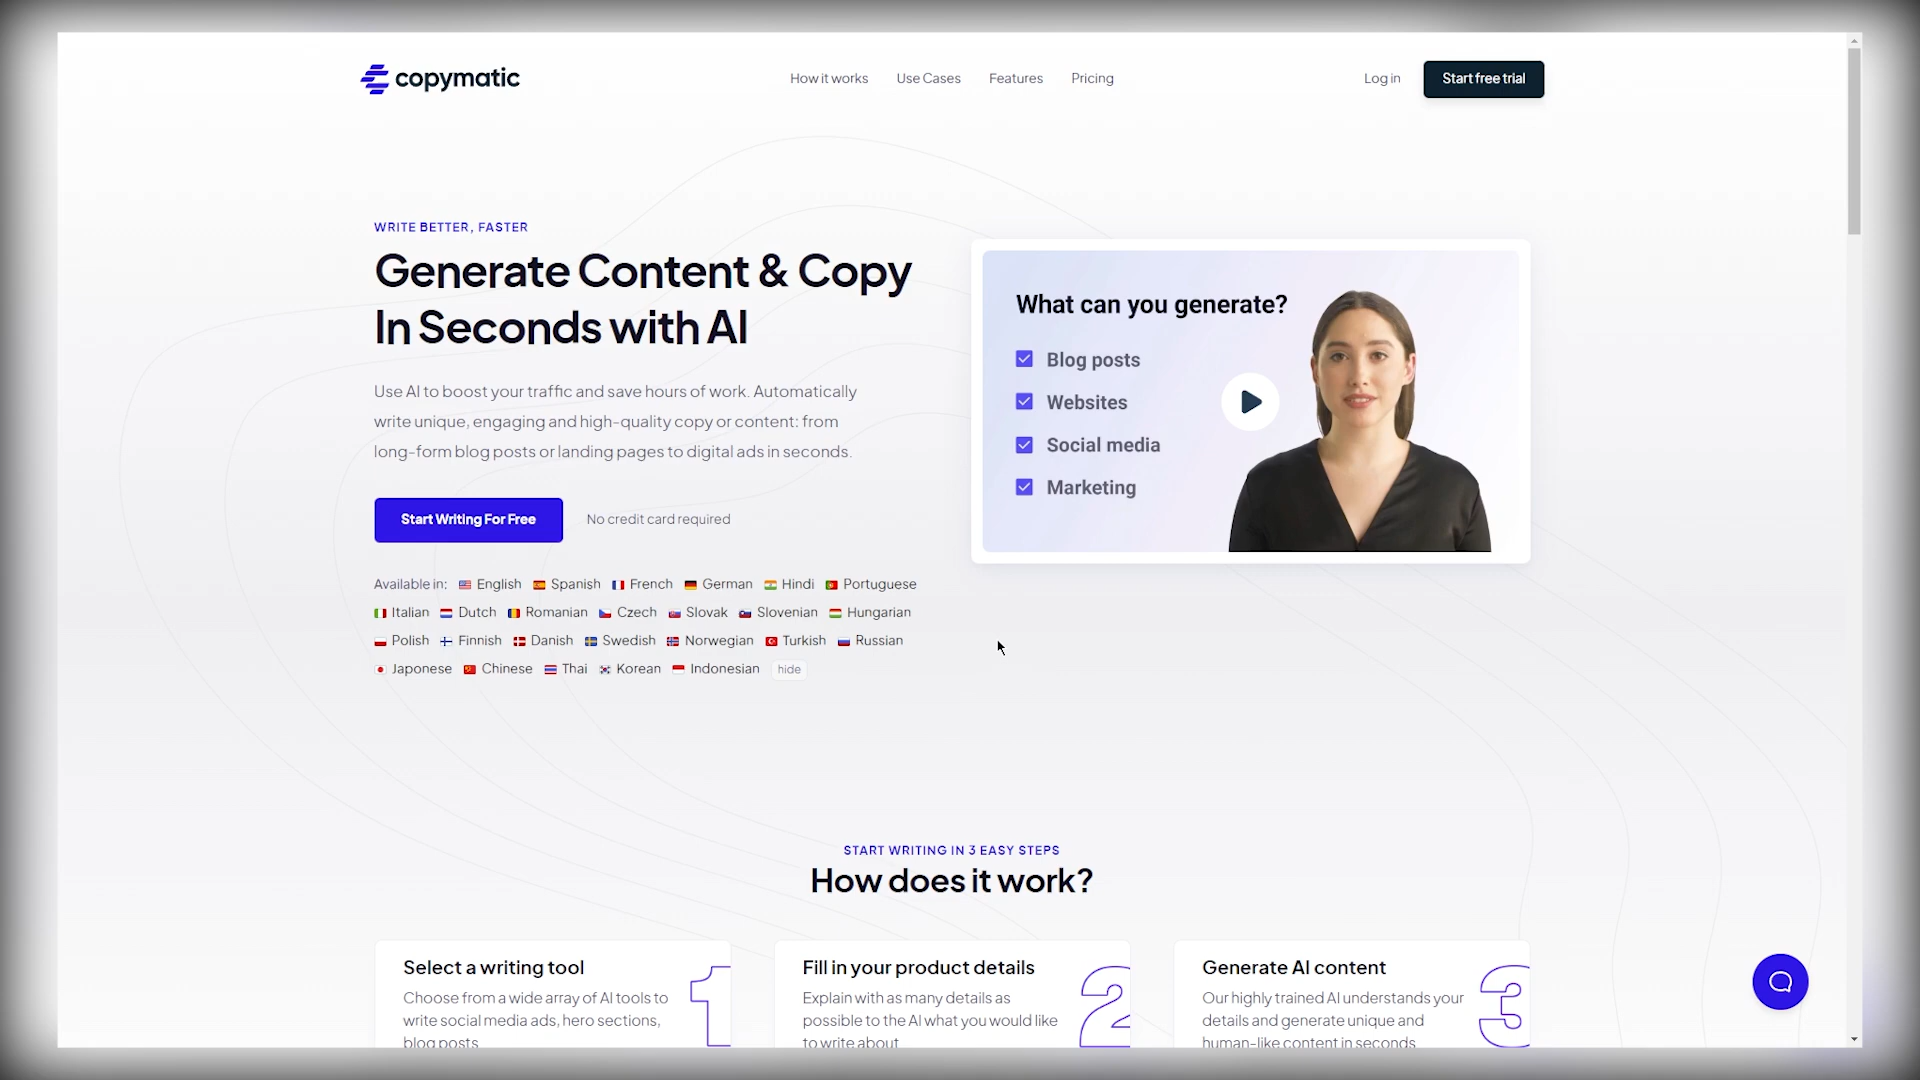 copymatic
How it works Use Cases Features Pricing
Log in Start free trial
WRITE BETTER, FASTER
Generate Content & Copy
In Seconds with AI
Use AI to boost your traffic and save hours of work. Automatically
write unique, engaging and high-quality copy or content: from
long-form blog posts or landing pages to digital ads in seconds.
Start Writing For Free No credit card required
Available in: English Spanish French German Hindi Portuguese
Italian Dutch Romanian Czech Slovak Slovenian Hungarian
Polish Finnish Danish Swedish Norwegian Turkish Russian
Japonese Chinese Thai Korean Indonesian hide
What can you generate?
Blog posts
Websites
Social media
Marketing
START WRITING IN 3 EASY STEPS
How does it work?
Select a writing tool
Choose from a wide array of AI tools to
write social media ads, hero sections,
blog posts
1
Fill in your product details
Explain with as many details as
possible to the AI what you would like
to write about
2
Generate AI content
Our highly trained AI understands your
details and generate unique and
human-like content in seconds
3